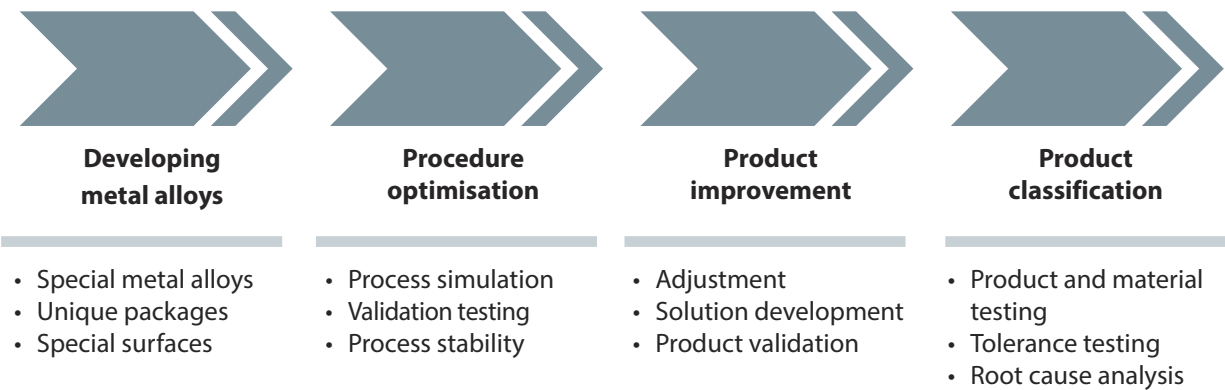 Developing
metal alloys
• Special metal alloys
• Unique packages
• Special surfaces
Procedure
optimisation
• Process simulation
• Validation testing
• Process stability
Product
improvement
• Adjustment
• Solution development
• Product validation
Product
classification
• Product and material
testing
• Tolerance testing
• Root cause analysis